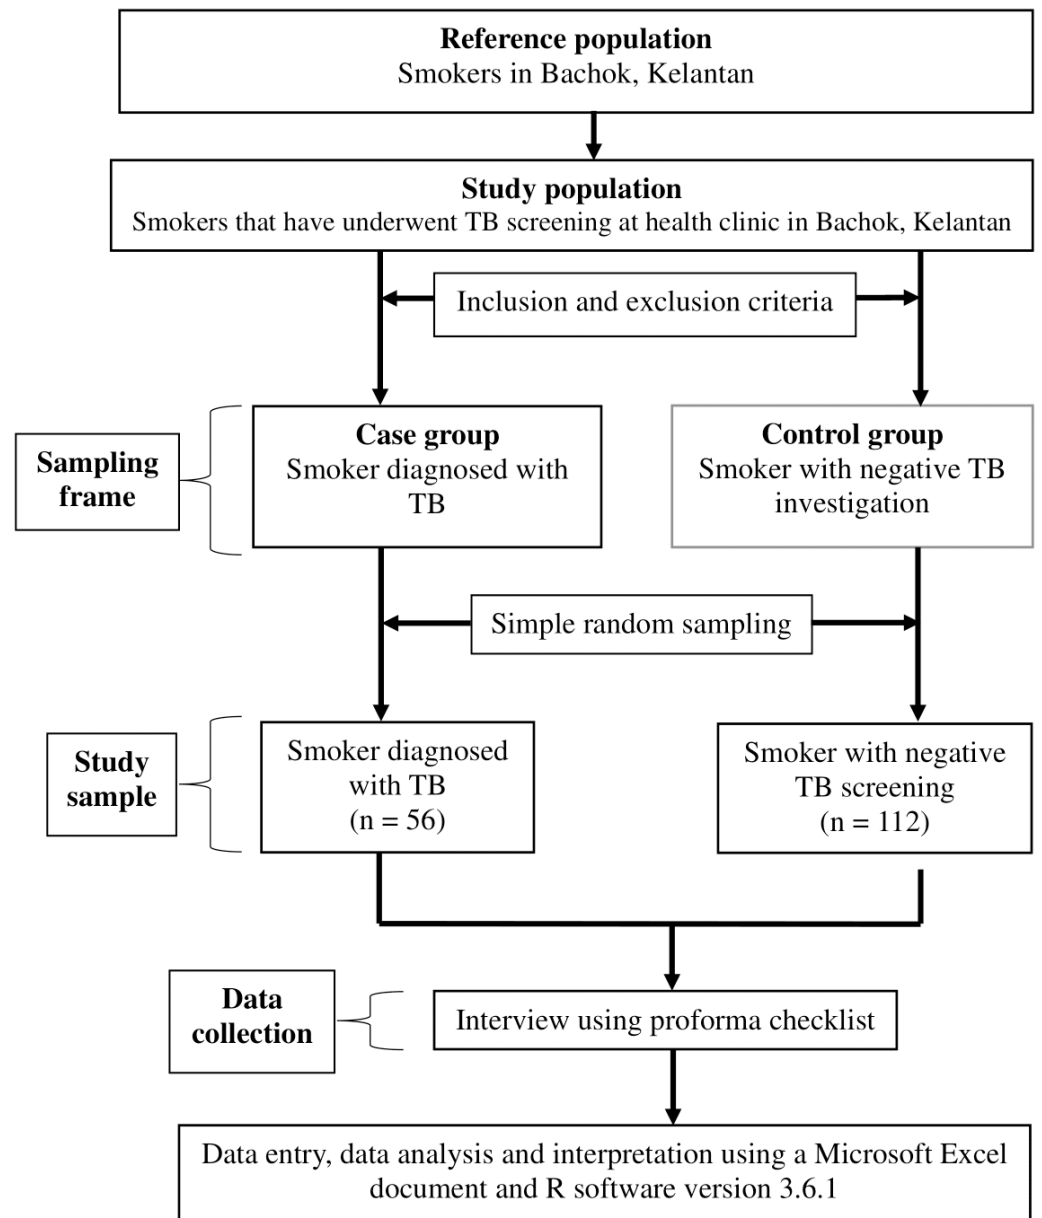 Reference population
Smokers in Bachok, Kelantan
Study population
Smokers that have underwent TB screening at health clinic in Bachok, Kelantan
Inclusion and exclusion criteria
Sampling
frame
Case group
Smoker diagnosed with
TB
Control group
Smoker with negative TB
investigation
Simple random sampling
Study
sample
Smoker diagnosed
with TB
(n = 56)
Smoker with negative
TB screening
(n = 112)
Data
collection
Interview using proforma checklist
Data entry, data analysis and interpretation using a Microsoft Excel
document and R software version 3.6.1